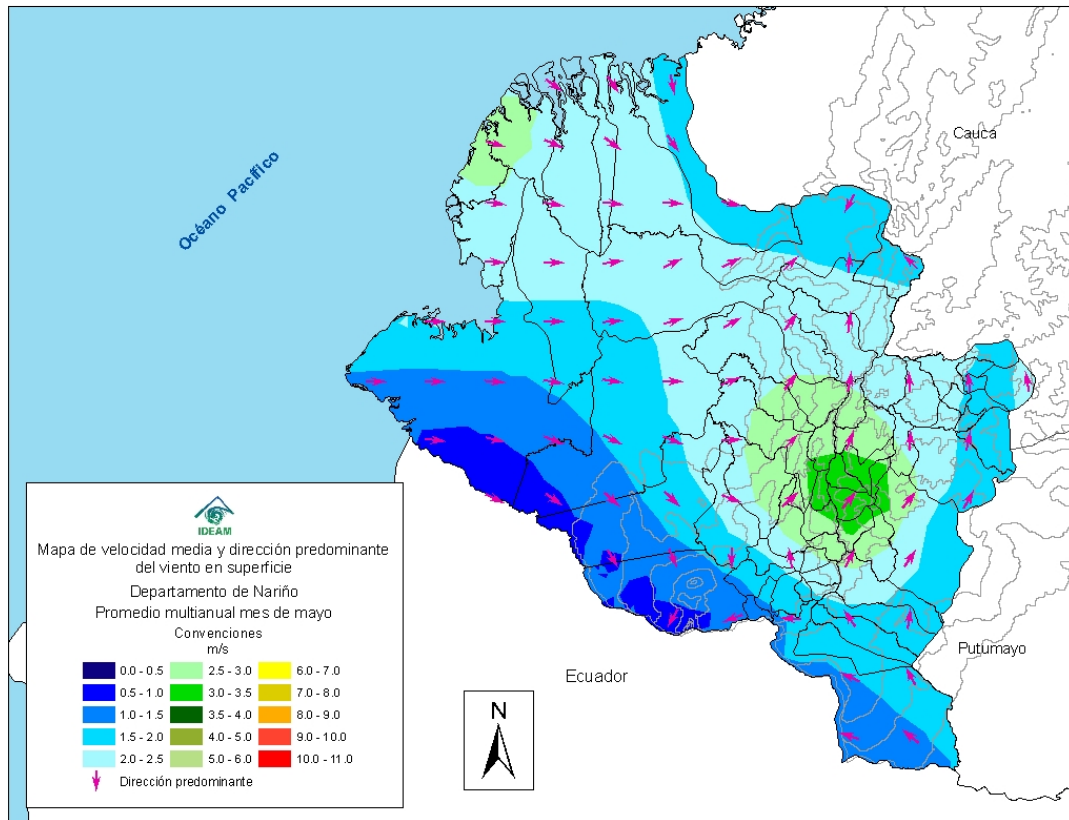 Cauca
Océano Pacífico
IDEAM
Mapa de velocidad media y dirección predominante
del viento en superficie
Departamento de Nariño
Promedio multianual mes de mayo
Convenciones
m/s
0.0 - 0.5 2.5 - 3.0 6.0 - 7.0
0.5 - 1.0 3.0 - 3.5 7.0 - 8.0
1.0 - 1.5 3.5 - 4.0 8.0 - 9.0
1.5 - 2.0 4.0 - 5.0 9.0 - 10.0
2.0 - 2.5 5.0 - 6.0 10.0 - 11.0
Dirección predominante
Ecuador
Putumayo
N